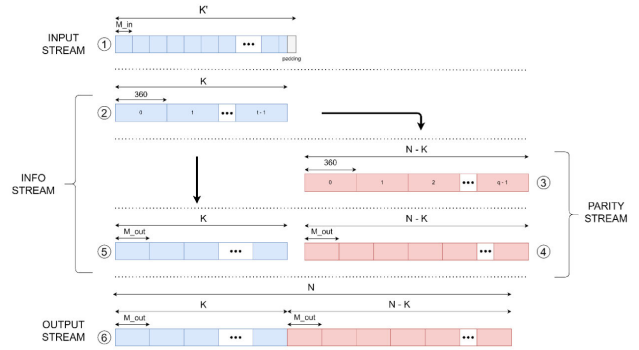 K'
M_in
INPUT
STREAM
1
•••
padding
K
360
2
0
1
•••
t - 1
N - K
360
INFO
STREAM
0
1
2
•••
q - 1
3
PARITY
STREAM
K
N - K
M_out
M_out
5
•••
•••
4
N
K
N - K
M_out
M_out
OUTPUT
STREAM
6
•••
•••